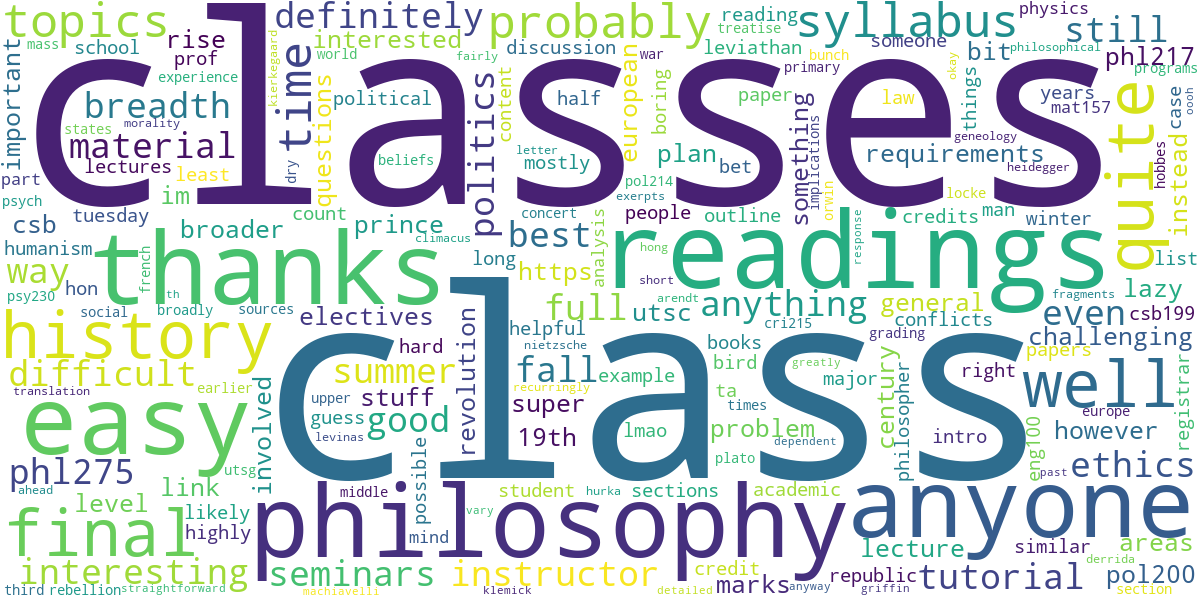 topics
classes
definitely
probably
syllabus
still
physics
reading
treatise
someone
mass
school
rise
prof
interested
discussion
war
leviathan
bit
philosophical
phl217
important
experience
kierkegaard
world
fairly
bunch
primary
okay
programs
breadth
time
political
politics
content
half
european
boring
paper
law
things
years
mat157
case
oooh
states
morality
material
lectures
dry
questions
beliefs
letter
mostly
plan
bet
something
implications
requirements
geneology
heidegger
quite
instead
hobbes
part
least
psych
tuesday
im
pol214
exerpts
orwin
locke
csb
count
prince
concert
people
outline
credits
man
winter
humanism
broader
climacus
best
analysis
hong
response
list
way
hon
french
thanks
long
https
readings
short
psy230
broadly
th
sources
social
full
utsc
arendt
anything
general
fragments
lazy
history
electives
revolution
helpful
nietzsche
cri215
conflicts
grading
even
csb199
challenging
difficult
hard
summer
class
fall
books
bird
example
greatly
century
philosopher
right
papers
well
registrar
translation
earlier
involved
upper
stuff
recurringly
ta
major
europe
easy
guess
levinas
good
super
19th
lmao
times
problem
dependent
intro
eng100
however
phl275
utsg
possible
plato
past
ethics
ahead
link
level
likely
highly
middle
mind
philosophy
student
hurka
sections
academic
anyone
similar
areas
derrida
final
vary
lecture
interesting
seminars
instructor
credit
marks
republic
tutorial
pol200
third
rebellion
straightforward
machiavelli
klemick
detailed
anyway
griffin
section